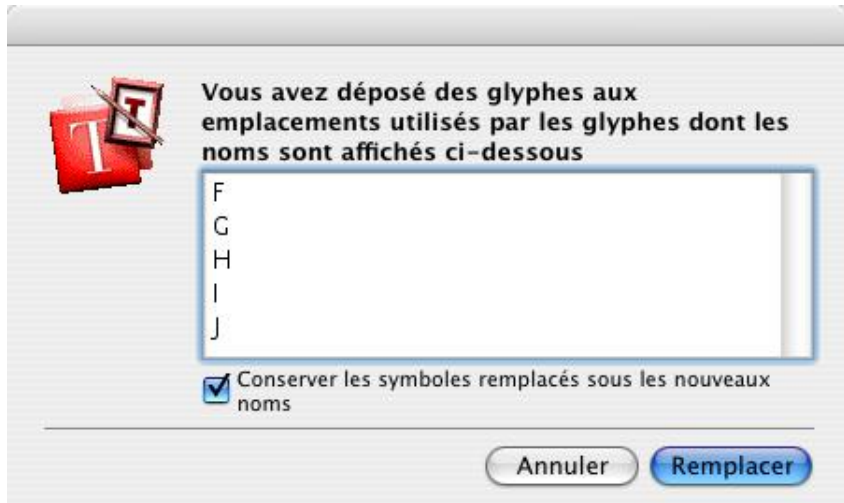 Vous avez déposé des glyphes aux
emplacements utilisés par les glyphes dont les
noms sont affichés ci-dessous
F
G
H
I
J
Conserver les symboles remplacés sous les nouveaux
noms
Annuler Remplacer